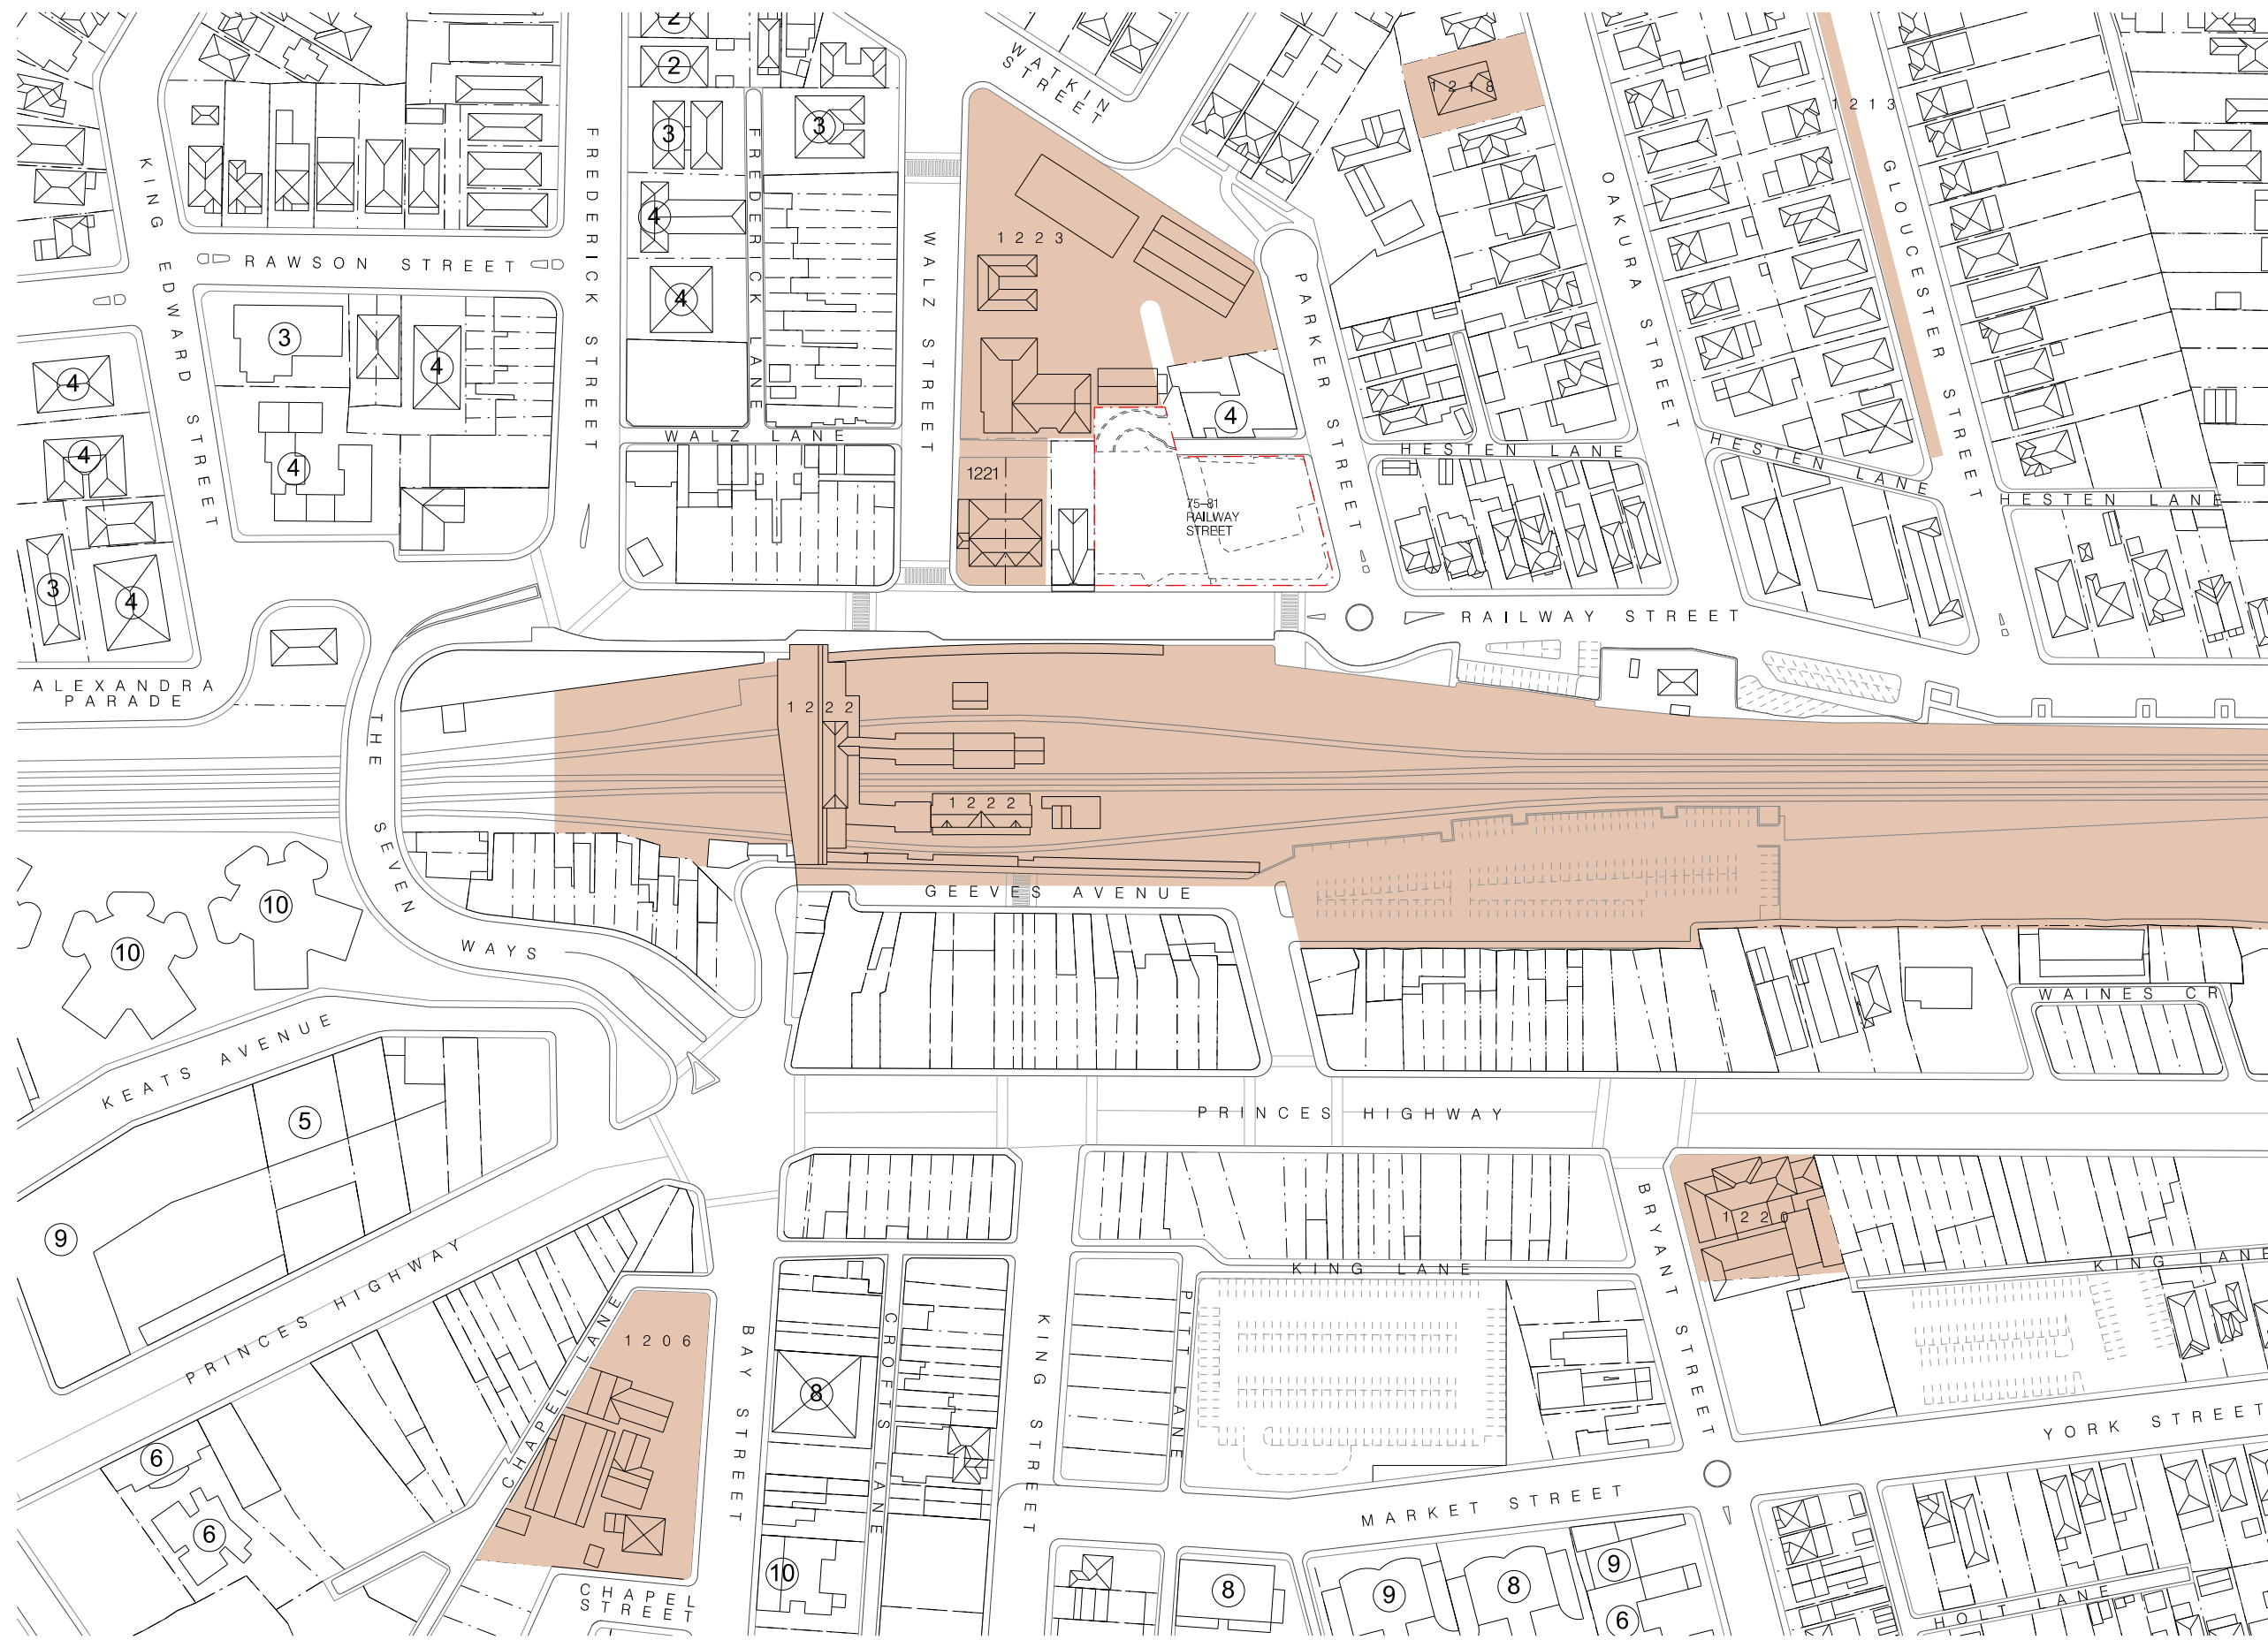 2
2
3
3
4
4
WATKIN
STREET
1218
1213
KING EDWARD STREET
FREDERICK STREET
FREDERICK LANE
WALZ STREET
1223
OAKURA STREET
GLOUCESTER STREET
RAWSON STREET
PARKER STREET
3
4
4
4
4
4
3
4
WALZ LANE
HESTEN LANE
HESTEN LANE
HESTEN LANE
1221
75-81
RAILWAY
STREET
RAILWAY STREET
ALEXANDRA
PARADE
THE SEVEN WAYS
1222
1222
10
10
GEEVES AVENUE
WAINES CR
KEATS AVENUE
5
PRINCES HIGHWAY
9
PRINCES HIGHWAY
BRYANT STREET
1220
KING LANE
KING LANE
CHAPEL LANE
1206
BAY STREET
8
CROFTS LANE
KING STREET
PITT LANE
YORK STREET
MARKET STREET
6
6
10
CHAPEL
STREET
8
9
8
9
6
HOLT LANE